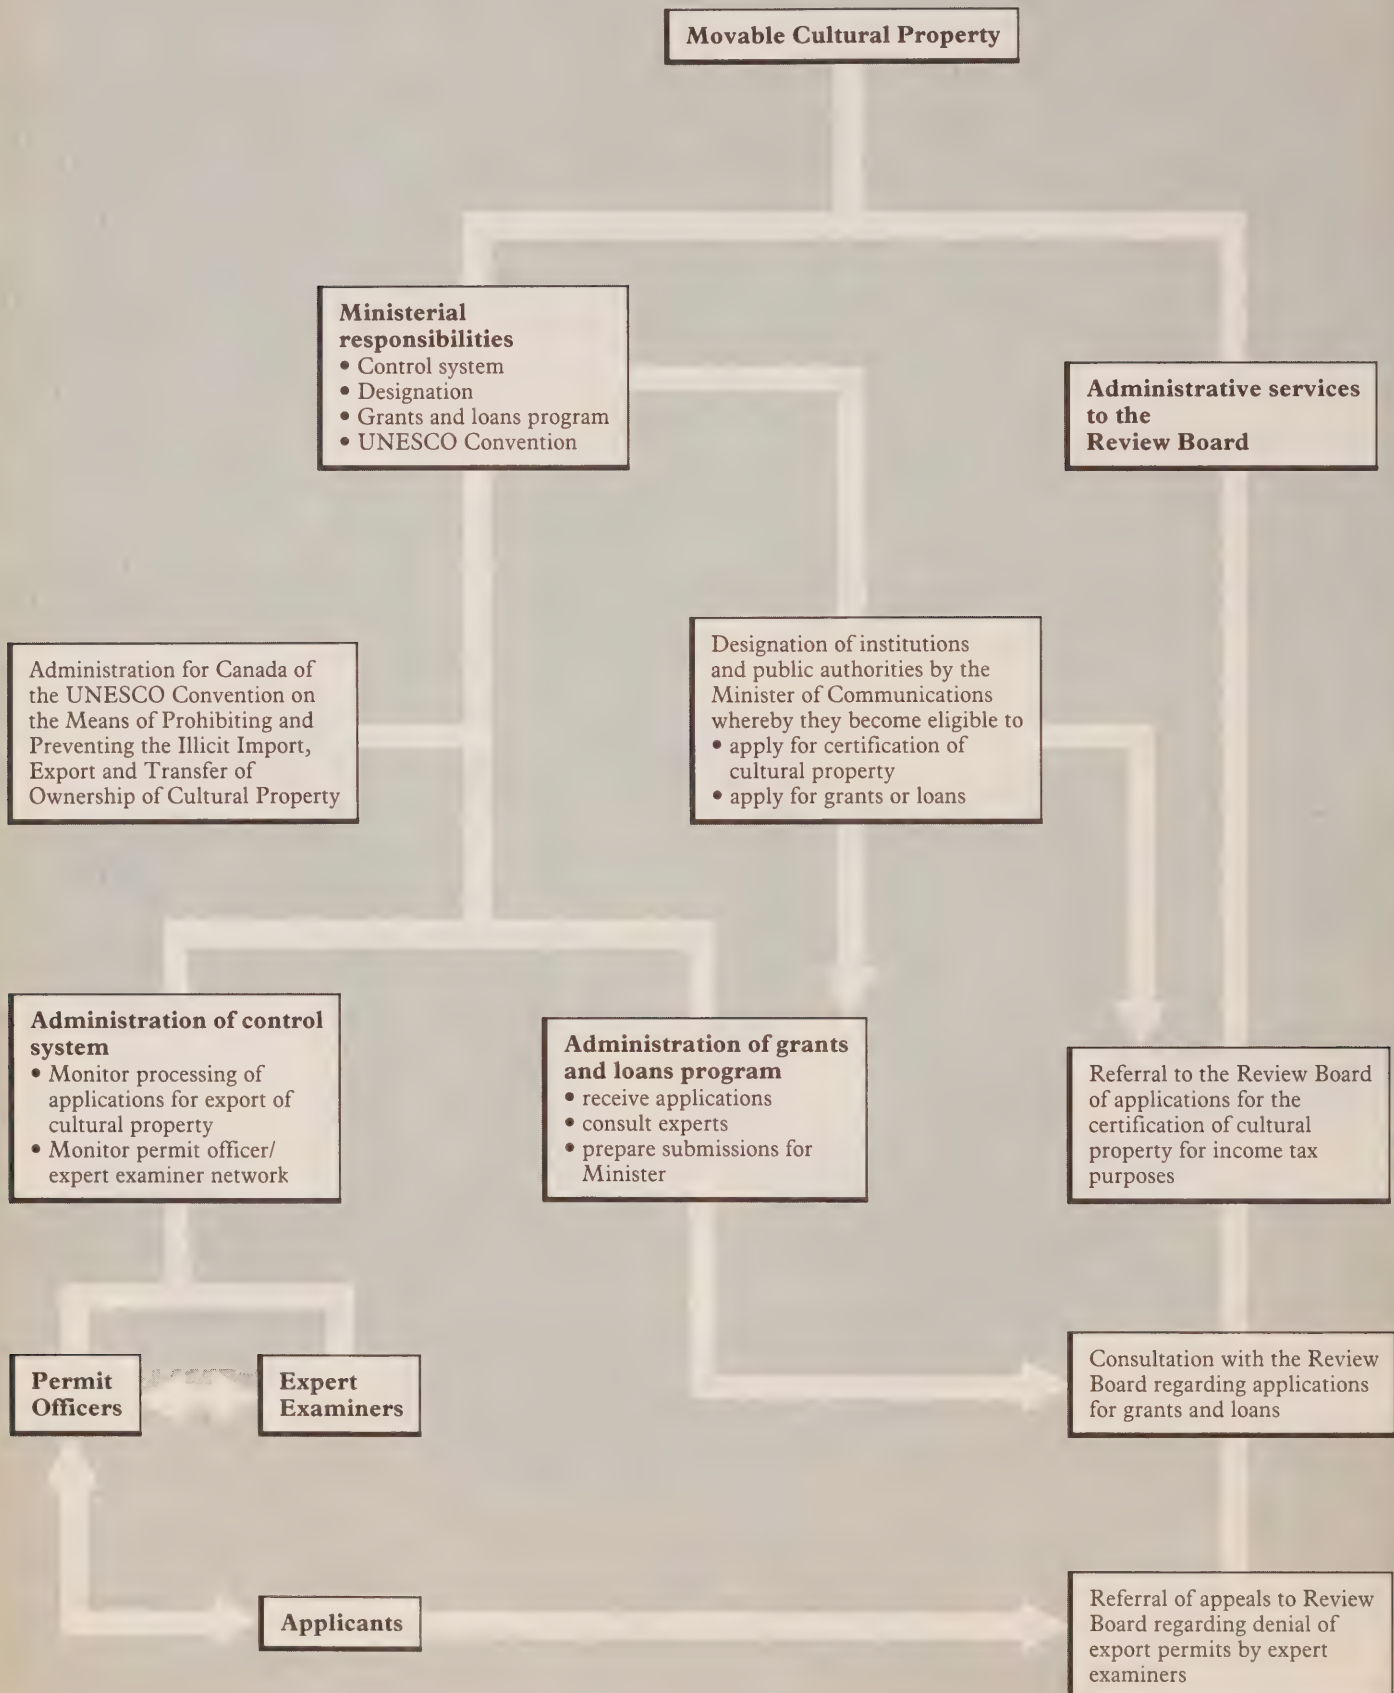 Movable Cultural Property
Ministerial
responsibilities
• Control system
• Designation
• Grants and loans program
• UNESCO Convention
Administrative services
to the
Review Board
Administration for Canada of
the UNESCO Convention on
the Means of Prohibiting and
Preventing the Illicit Import,
Export and Transfer of
Ownership of Cultural Property
Designation of institutions
and public authorities by the
Minister of Communications
whereby they become eligible to
• apply for certification of
cultural property
• apply for grants or loans
Administration of control
system
• Monitor processing of
applications for export of
cultural property
• Monitor permit officer/
expert examiner network
Administration of grants
and loans program
• receive applications
• consult experts
• prepare submissions for
Minister
Referral to the Review Board
of applications for the
certification of cultural
property for income tax
purposes
Permit
Officers
Expert
Examiners
Consultation with the Review
Board regarding applications
for grants and loans
Applicants
Referral of appeals to Review
Board regarding denial of
export permits by expert
examiners